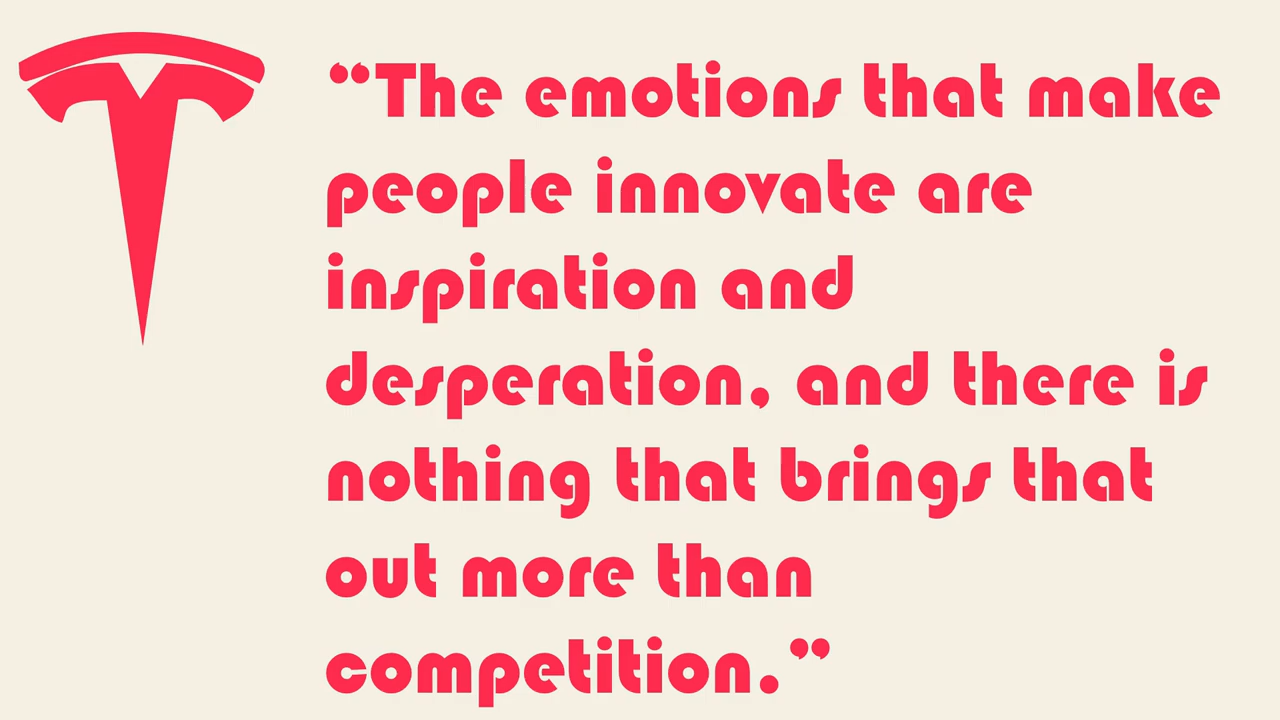 “The emotions that make
people innovate are
inspiration and
desperation, and there is
nothing that brings that
out more than
competition.”